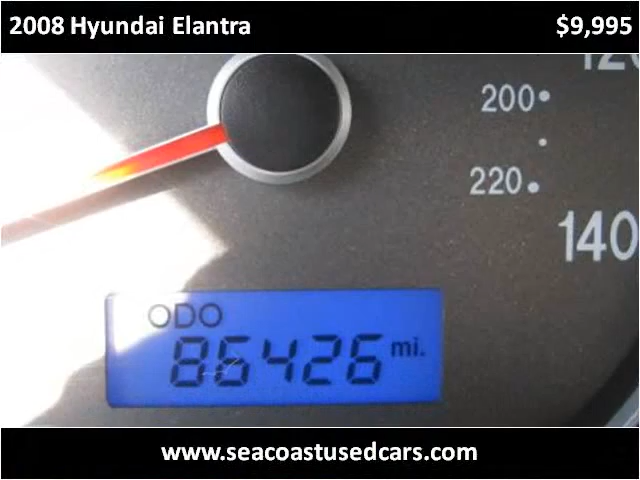 2008 Hyundai Elantra $9,995
200
220
140
ODO
86426 mi.
www.seacoastusedcars.com